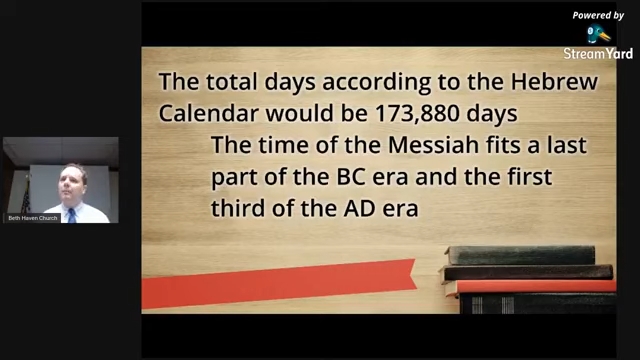 Powered by
StreamYard
The total days according to the Hebrew
Calendar would be 173,880 days
The time of the Messiah fits a last
part of the BC era and the first
third of the AD era
Beth Haven Church